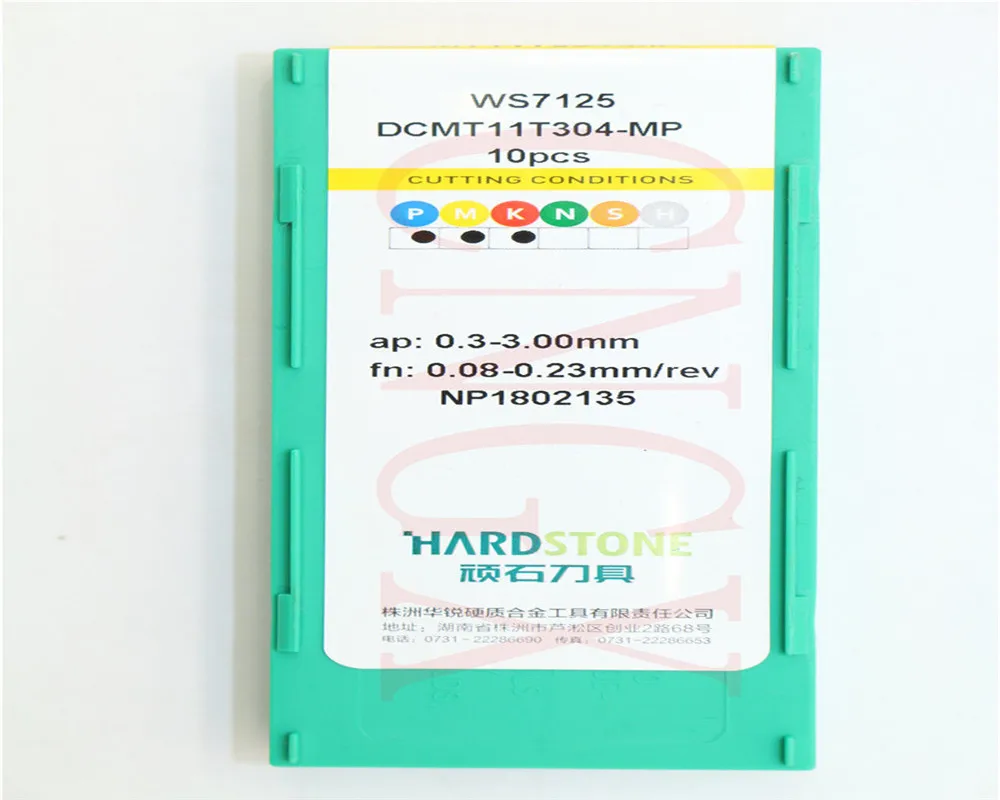 WS7125
DCMT11T304-MP
10pcs
CUTTING CONDITIONS
P M K N S H
ap: 0.3-3.00mm
fn: 0.08-0.23mm/rev
NP1802135
HARDSTONE
顽石刀具
株洲华锐硬质合金工具有限责任公司
地址：湖南省株洲市芦淞区创业2路68号
电话：0731-22286690 传真：0731-22286653